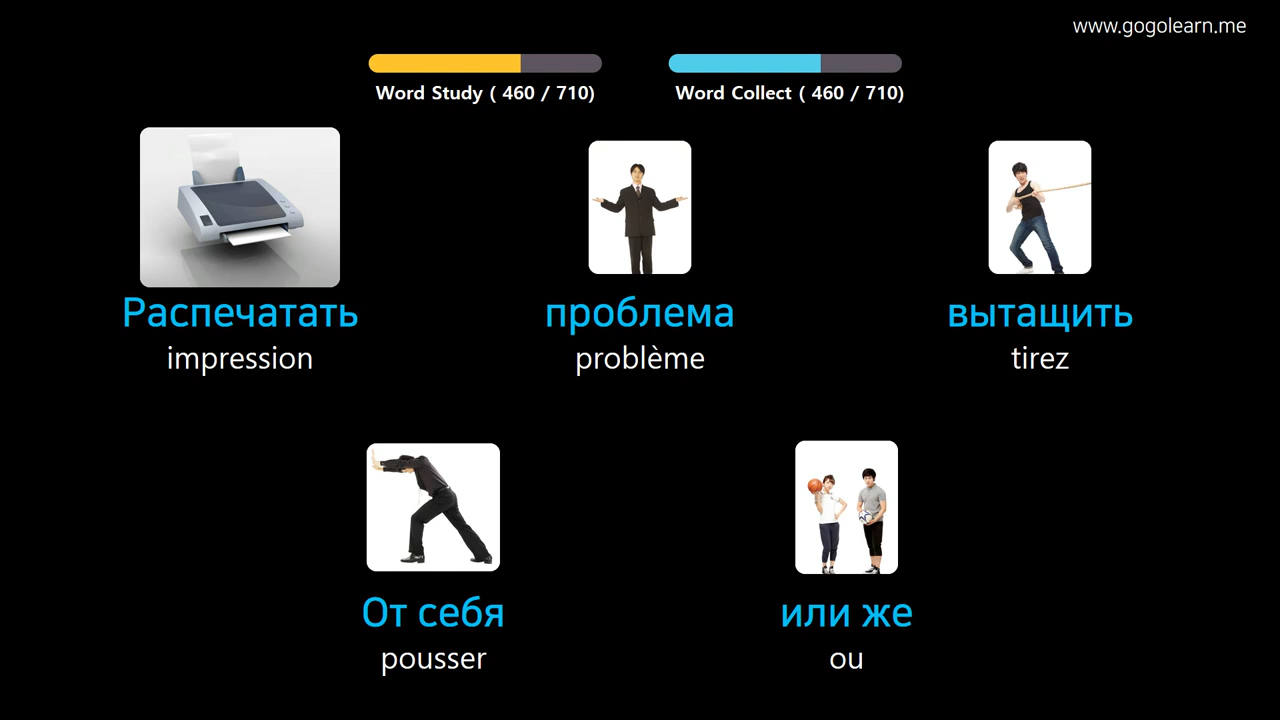 www.gogolearn.me
Word Study ( 460 / 710)
Word Collect ( 460 / 710)
Распечатать
impression
проблема
problème
вытащить
tirez
От себя
pousser
или же
ou